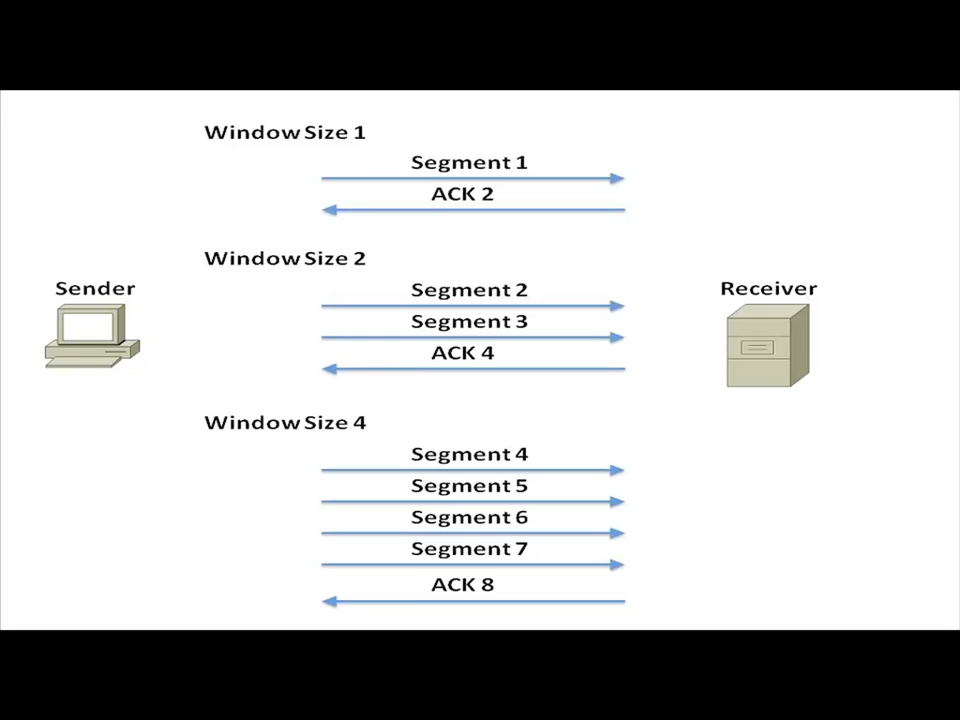 Window Size 1
Segment 1
ACK 2
Window Size 2
Sender
Segment 2
Receiver
Segment 3
ACK 4
Window Size 4
Segment 4
Segment 5
Segment 6
Segment 7
ACK 8